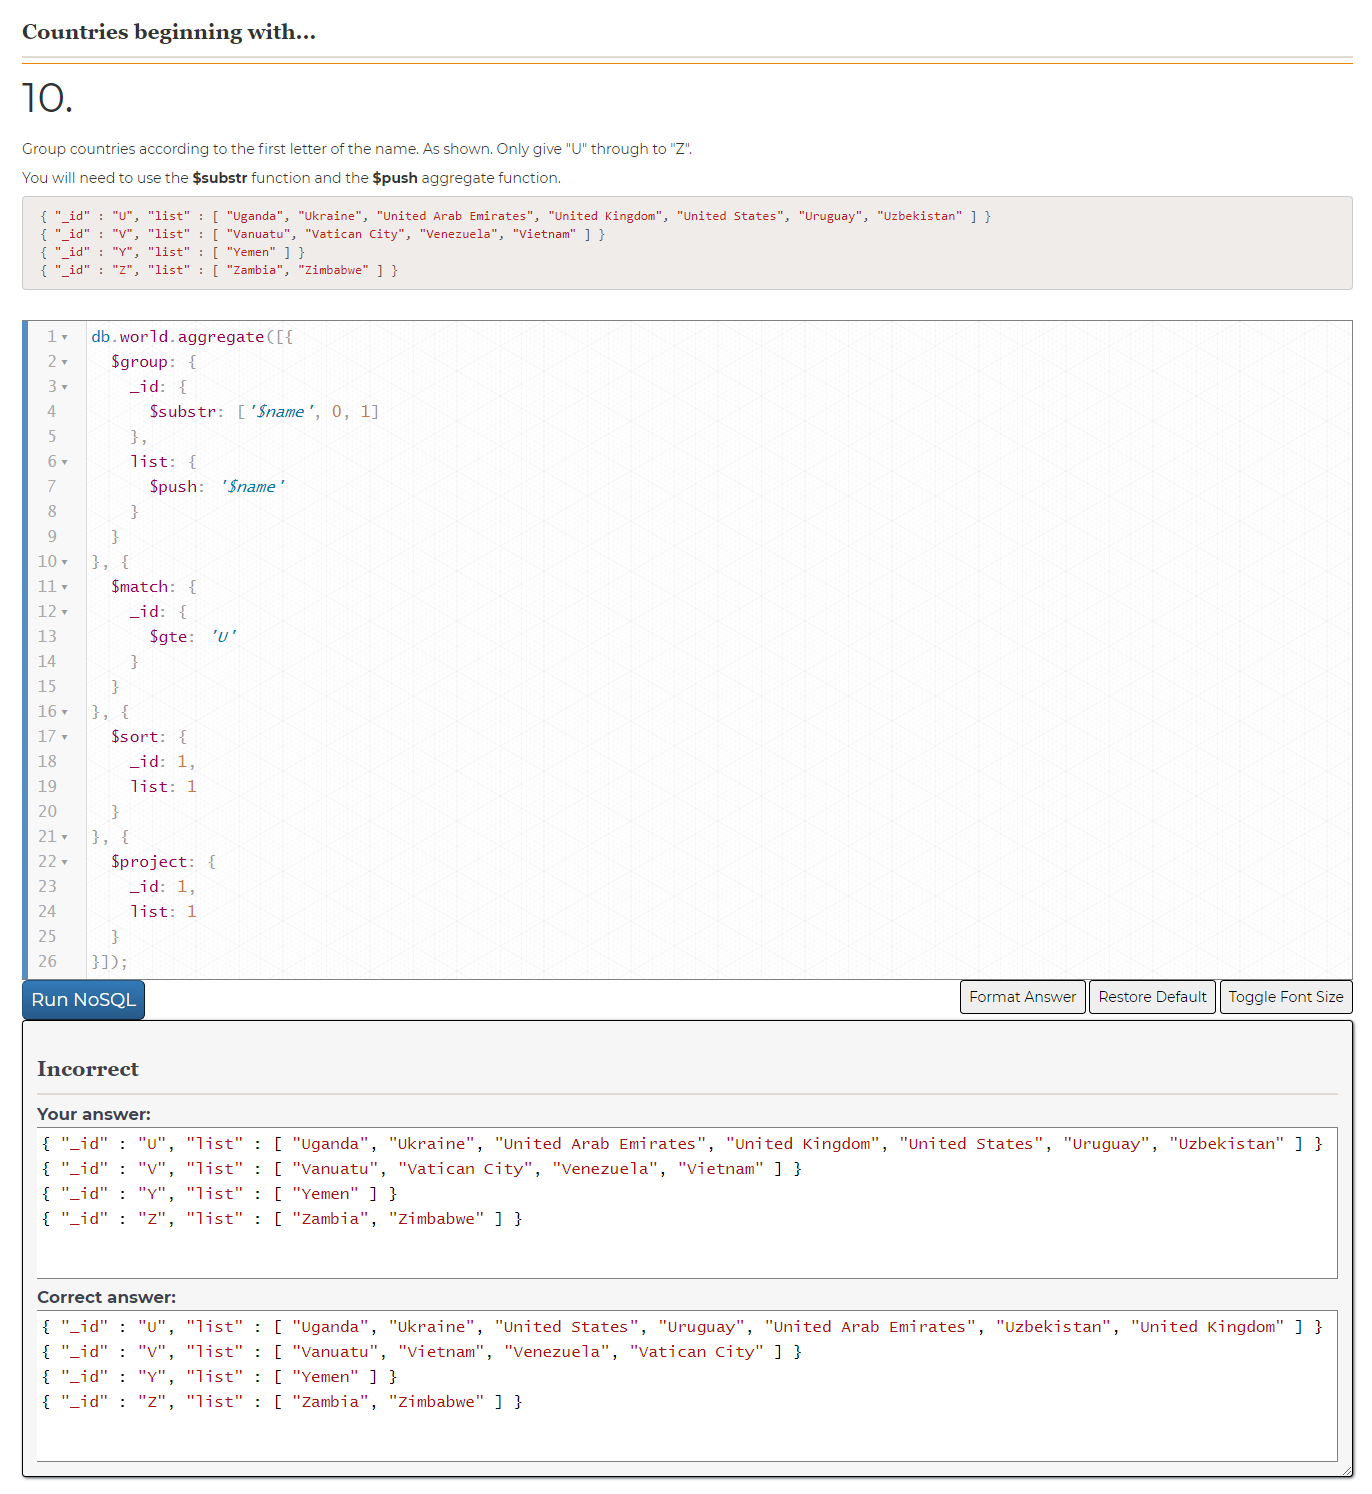 Countries beginning with...
10.
Group countries according to the first letter of the name. As shown. Only give "U" through to "Z".
You will need to use the $substr function and the $push aggregate function.
{ "_id" : "U", "list" : [ "Uganda", "Ukraine", "United Arab Emirates", "United Kingdom", "United States", "Uruguay", "Uzbekistan" ] }
{ "_id" : "V", "list" : [ "Vanuatu", "Vatican City", "Venezuela", "Vietnam" ] }
{ "_id" : "Y", "list" : [ "Yemen" ] }
{ "_id" : "Z", "list" : [ "Zambia", "Zimbabwe" ] }
1 db.world.aggregate([{
2 $group: {
3 _id: {
4 $substr: ['$name', 0, 1]
5 },
6 list: {
7 $push: '$name'
8 }
9 }
10 }, {
11 $match: {
12 _id: {
13 $gte: 'U'
14 }
15 }
16 }, {
17 $sort: {
18 _id: 1,
19 list: 1
20 }
21 }, {
22 $project: {
23 _id: 1,
24 list: 1
25 }
26 }]);
Run NoSQL Format Answer Restore Default Toggle Font Size
Incorrect
Your answer:
{ "_id" : "U", "list" : [ "Uganda", "Ukraine", "United Arab Emirates", "United Kingdom", "United States", "Uruguay", "Uzbekistan" ] }
{ "_id" : "V", "list" : [ "Vanuatu", "Vatican City", "Venezuela", "Vietnam" ] }
{ "_id" : "Y", "list" : [ "Yemen" ] }
{ "_id" : "Z", "list" : [ "Zambia", "Zimbabwe" ] }
Correct answer:
{ "_id" : "U", "list" : [ "Uganda", "Ukraine", "United States", "Uruguay", "United Arab Emirates", "Uzbekistan", "United Kingdom" ] }
{ "_id" : "V", "list" : [ "Vanuatu", "Vietnam", "Venezuela", "Vatican City" ] }
{ "_id" : "Y", "list" : [ "Yemen" ] }
{ "_id" : "Z", "list" : [ "Zambia", "Zimbabwe" ] }